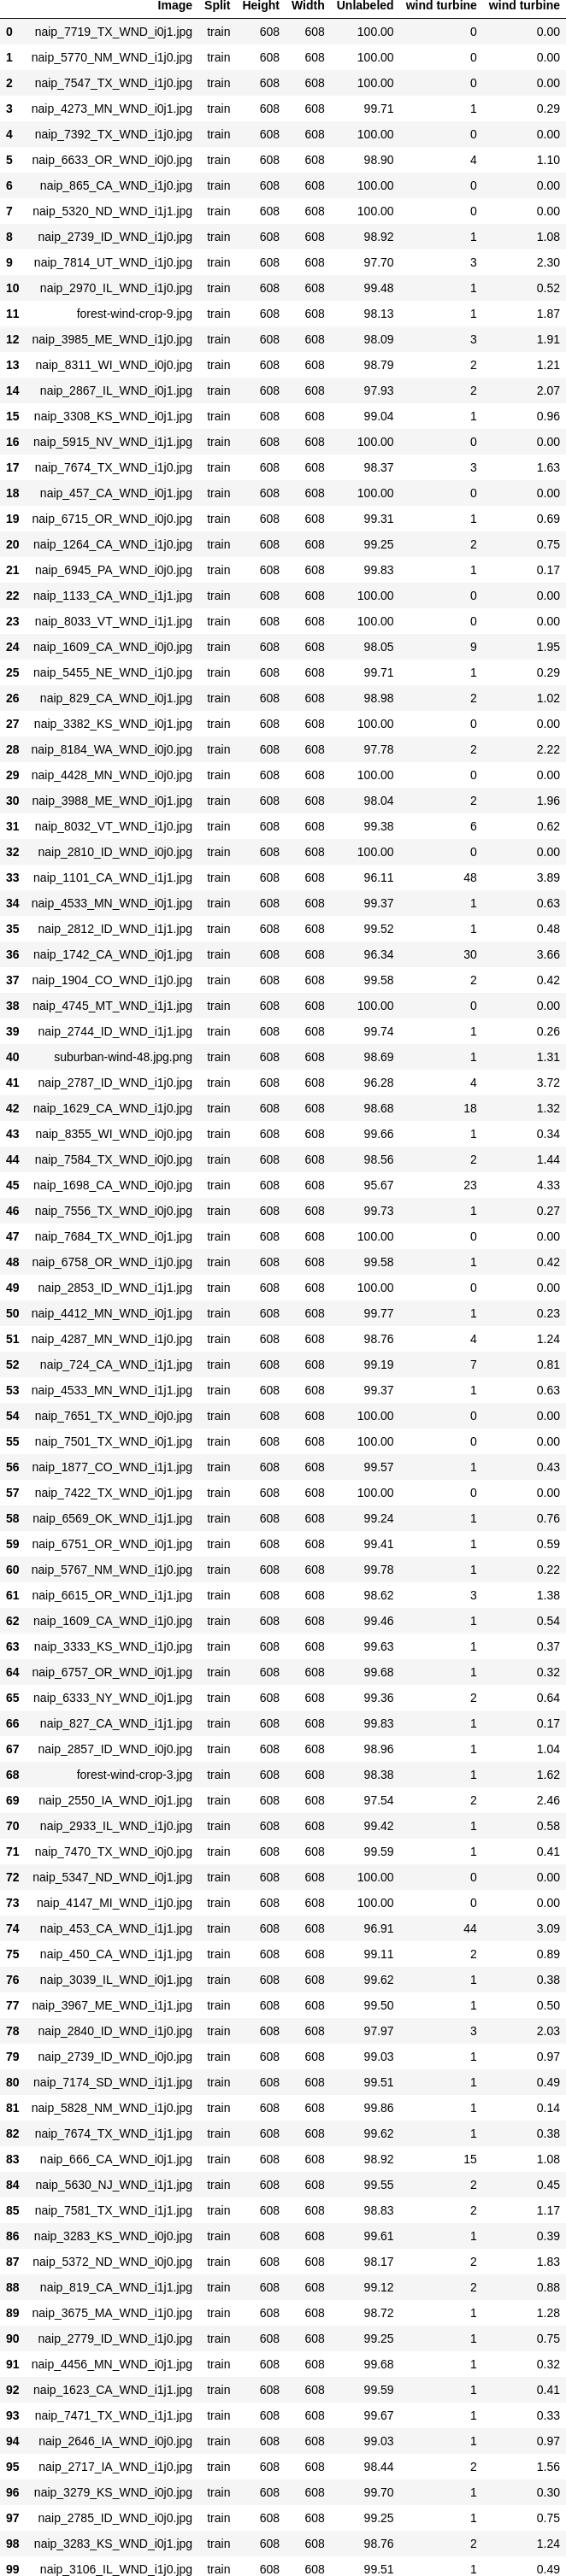 Image Split Height Width Unlabeled wind turbine wind turbine
0 naip_7719_TX_WND_i0j1.jpg train 608 608 100.00 0 0.00
1 naip_5770_NM_WND_i1j0.jpg train 608 608 100.00 0 0.00
2 naip_7547_TX_WND_i1j0.jpg train 608 608 100.00 0 0.00
3 naip_4273_MN_WND_i0j1.jpg train 608 608 99.71 1 0.29
4 naip_7392_TX_WND_i1j0.jpg train 608 608 100.00 0 0.00
5 naip_6633_OR_WND_i0j0.jpg train 608 608 98.90 4 1.10
6 naip_865_CA_WND_i1j0.jpg train 608 608 100.00 0 0.00
7 naip_5320_ND_WND_i1j1.jpg train 608 608 100.00 0 0.00
8 naip_2739_ID_WND_i1j0.jpg train 608 608 98.92 1 1.08
9 naip_7814_UT_WND_i1j0.jpg train 608 608 97.70 3 2.30
10 naip_2970_IL_WND_i1j0.jpg train 608 608 99.48 1 0.52
11 forest-wind-crop-9.jpg train 608 608 98.13 1 1.87
12 naip_3985_ME_WND_i1j0.jpg train 608 608 98.09 3 1.91
13 naip_8311_WI_WND_i0j0.jpg train 608 608 98.79 2 1.21
14 naip_2867_IL_WND_i0j1.jpg train 608 608 97.93 2 2.07
15 naip_3308_KS_WND_i0j1.jpg train 608 608 99.04 1 0.96
16 naip_5915_NV_WND_i1j1.jpg train 608 608 100.00 0 0.00
17 naip_7674_TX_WND_i1j0.jpg train 608 608 98.37 3 1.63
18 naip_457_CA_WND_i0j1.jpg train 608 608 100.00 0 0.00
19 naip_6715_OR_WND_i0j0.jpg train 608 608 99.31 1 0.69
20 naip_1264_CA_WND_i1j0.jpg train 608 608 99.25 2 0.75
21 naip_6945_PA_WND_i0j0.jpg train 608 608 99.83 1 0.17
22 naip_1133_CA_WND_i1j1.jpg train 608 608 100.00 0 0.00
23 naip_8033_VT_WND_i1j1.jpg train 608 608 100.00 0 0.00
24 naip_1609_CA_WND_i0j0.jpg train 608 608 98.05 9 1.95
25 naip_5455_NE_WND_i1j0.jpg train 608 608 99.71 1 0.29
26 naip_829_CA_WND_i0j1.jpg train 608 608 98.98 2 1.02
27 naip_3382_KS_WND_i0j1.jpg train 608 608 100.00 0 0.00
28 naip_8184_WA_WND_i0j0.jpg train 608 608 97.78 2 2.22
29 naip_4428_MN_WND_i0j0.jpg train 608 608 100.00 0 0.00
30 naip_3988_ME_WND_i0j1.jpg train 608 608 98.04 2 1.96
31 naip_8032_VT_WND_i1j0.jpg train 608 608 99.38 6 0.62
32 naip_2810_ID_WND_i0j0.jpg train 608 608 100.00 0 0.00
33 naip_1101_CA_WND_i1j1.jpg train 608 608 96.11 48 3.89
34 naip_4533_MN_WND_i0j1.jpg train 608 608 99.37 1 0.63
35 naip_2812_ID_WND_i1j1.jpg train 608 608 99.52 1 0.48
36 naip_1742_CA_WND_i0j1.jpg train 608 608 96.34 30 3.66
37 naip_1904_CO_WND_i1j0.jpg train 608 608 99.58 2 0.42
38 naip_4745_MT_WND_i1j1.jpg train 608 608 100.00 0 0.00
39 naip_2744_ID_WND_i1j1.jpg train 608 608 99.74 1 0.26
40 suburban-wind-48.jpg.png train 608 608 98.69 1 1.31
41 naip_2787_ID_WND_i1j0.jpg train 608 608 96.28 4 3.72
42 naip_1629_CA_WND_i1j0.jpg train 608 608 98.68 18 1.32
43 naip_8355_WI_WND_i0j0.jpg train 608 608 99.66 1 0.34
44 naip_7584_TX_WND_i0j0.jpg train 608 608 98.56 2 1.44
45 naip_1698_CA_WND_i0j0.jpg train 608 608 95.67 23 4.33
46 naip_7556_TX_WND_i0j0.jpg train 608 608 99.73 1 0.27
47 naip_7684_TX_WND_i0j1.jpg train 608 608 100.00 0 0.00
48 naip_6758_OR_WND_i1j0.jpg train 608 608 99.58 1 0.42
49 naip_2853_ID_WND_i1j1.jpg train 608 608 100.00 0 0.00
50 naip_4412_MN_WND_i0j1.jpg train 608 608 99.77 1 0.23
51 naip_4287_MN_WND_i1j0.jpg train 608 608 98.76 4 1.24
52 naip_724_CA_WND_i1j1.jpg train 608 608 99.19 7 0.81
53 naip_4533_MN_WND_i1j1.jpg train 608 608 99.37 1 0.63
54 naip_7651_TX_WND_i0j0.jpg train 608 608 100.00 0 0.00
55 naip_7501_TX_WND_i0j1.jpg train 608 608 100.00 0 0.00
56 naip_1877_CO_WND_i1j1.jpg train 608 608 99.57 1 0.43
57 naip_7422_TX_WND_i0j1.jpg train 608 608 100.00 0 0.00
58 naip_6569_OK_WND_i1j1.jpg train 608 608 99.24 1 0.76
59 naip_6751_OR_WND_i0j1.jpg train 608 608 99.41 1 0.59
60 naip_5767_NM_WND_i1j0.jpg train 608 608 99.78 1 0.22
61 naip_6615_OR_WND_i1j1.jpg train 608 608 98.62 3 1.38
62 naip_1609_CA_WND_i1j0.jpg train 608 608 99.46 1 0.54
63 naip_3333_KS_WND_i1j0.jpg train 608 608 99.63 1 0.37
64 naip_6757_OR_WND_i0j1.jpg train 608 608 99.68 1 0.32
65 naip_6333_NY_WND_i0j1.jpg train 608 608 99.36 2 0.64
66 naip_827_CA_WND_i1j1.jpg train 608 608 99.83 1 0.17
67 naip_2857_ID_WND_i0j0.jpg train 608 608 98.96 1 1.04
68 forest-wind-crop-3.jpg train 608 608 98.38 1 1.62
69 naip_2550_IA_WND_i0j1.jpg train 608 608 97.54 2 2.46
70 naip_2933_IL_WND_i1j0.jpg train 608 608 99.42 1 0.58
71 naip_7470_TX_WND_i0j0.jpg train 608 608 99.59 1 0.41
72 naip_5347_ND_WND_i0j1.jpg train 608 608 100.00 0 0.00
73 naip_4147_MI_WND_i1j0.jpg train 608 608 100.00 0 0.00
74 naip_453_CA_WND_i1j1.jpg train 608 608 96.91 44 3.09
75 naip_450_CA_WND_i1j1.jpg train 608 608 99.11 2 0.89
76 naip_3039_IL_WND_i0j1.jpg train 608 608 99.62 1 0.38
77 naip_3967_ME_WND_i1j1.jpg train 608 608 99.50 1 0.50
78 naip_2840_ID_WND_i1j0.jpg train 608 608 97.97 3 2.03
79 naip_2739_ID_WND_i0j0.jpg train 608 608 99.03 1 0.97
80 naip_7174_SD_WND_i1j1.jpg train 608 608 99.51 1 0.49
81 naip_5828_NM_WND_i1j0.jpg train 608 608 99.86 1 0.14
82 naip_7674_TX_WND_i1j1.jpg train 608 608 99.62 1 0.38
83 naip_666_CA_WND_i0j1.jpg train 608 608 98.92 15 1.08
84 naip_5630_NJ_WND_i1j1.jpg train 608 608 99.55 2 0.45
85 naip_7581_TX_WND_i1j1.jpg train 608 608 98.83 2 1.17
86 naip_3283_KS_WND_i0j0.jpg train 608 608 99.61 1 0.39
87 naip_5372_ND_WND_i0j0.jpg train 608 608 98.17 2 1.83
88 naip_819_CA_WND_i1j1.jpg train 608 608 99.12 2 0.88
89 naip_3675_MA_WND_i1j0.jpg train 608 608 98.72 1 1.28
90 naip_2779_ID_WND_i1j0.jpg train 608 608 99.25 1 0.75
91 naip_4456_MN_WND_i0j1.jpg train 608 608 99.68 1 0.32
92 naip_1623_CA_WND_i1j1.jpg train 608 608 99.59 1 0.41
93 naip_7471_TX_WND_i1j1.jpg train 608 608 99.67 1 0.33
94 naip_2646_IA_WND_i0j0.jpg train 608 608 99.03 1 0.97
95 naip_2717_IA_WND_i1j0.jpg train 608 608 98.44 2 1.56
96 naip_3279_KS_WND_i0j0.jpg train 608 608 99.70 1 0.30
97 naip_2785_ID_WND_i0j0.jpg train 608 608 99.25 1 0.75
98 naip_3283_KS_WND_i0j1.jpg train 608 608 98.76 2 1.24
99 naip_3106_IL_WND_i1j0.jpg train 608 608 99.51 1 0.49